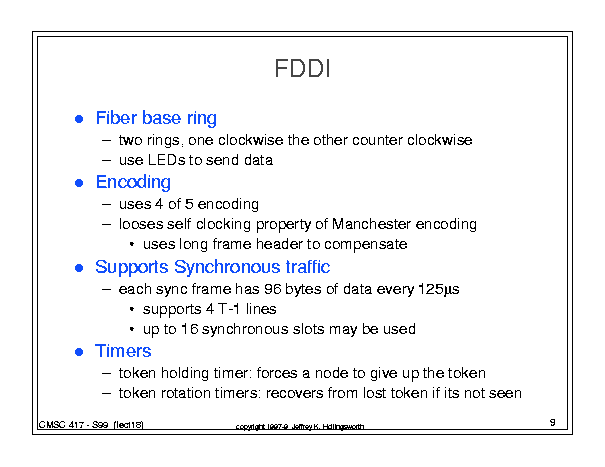 FDDI
● Fiber base ring
– two rings, one clockwise the other counter clockwise
– use LEDs to send data
● Encoding
– uses 4 of 5 encoding
– looses self clocking property of Manchester encoding
• uses long frame header to compensate
● Supports Synchronous traffic
– each sync frame has 96 bytes of data every 125μs
• supports 4 T-1 lines
• up to 16 synchronous slots may be used
● Timers
– token holding timer: forces a node to give up the token
– token rotation timers: recovers from lost token if its not seen
CMSC 417 - S99 (lect18)
copyright 1997-9 Jeffrey K. Hollingsworth
9